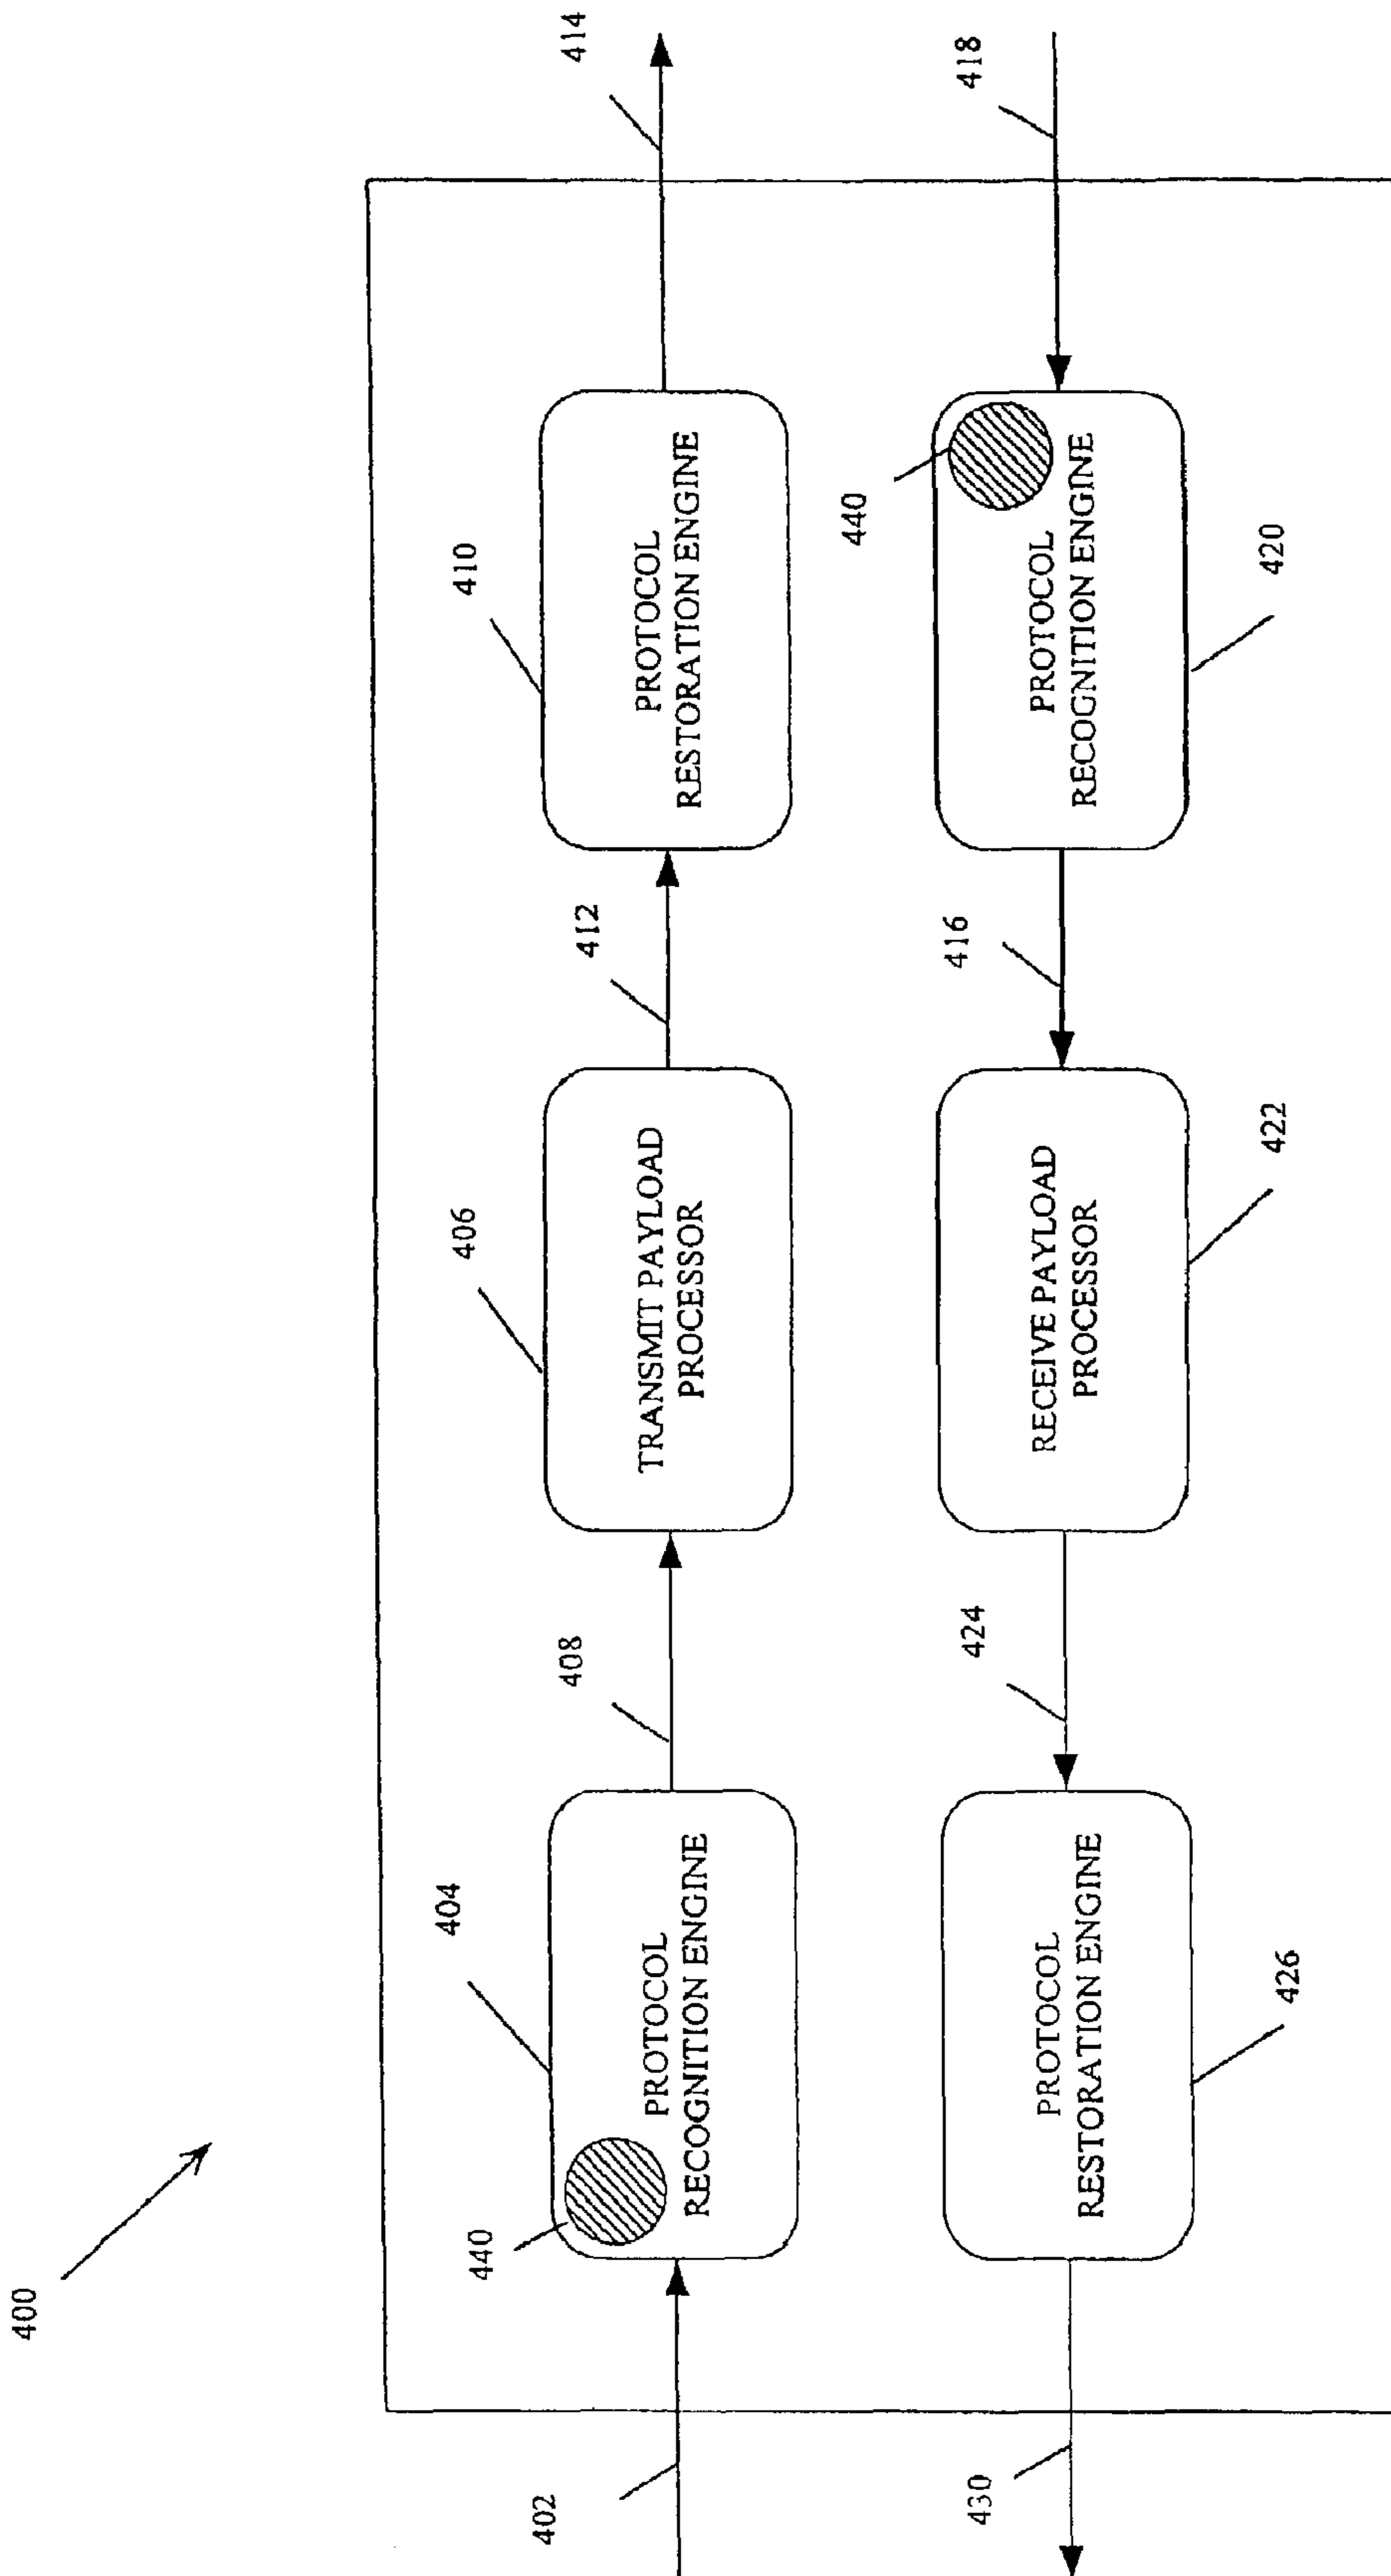 400
402
440
404
PROTOCOL
RECOGNITION ENGINE
408
406
TRANSMIT PAYLOAD
PROCESSOR
412
410
PROTOCOL
RESTORATION ENGINE
414
430
PROTOCOL
RESTORATION ENGINE
426
424
RECEIVE PAYLOAD
PROCESSOR
422
416
440
PROTOCOL
RECOGNITION ENGINE
420
418